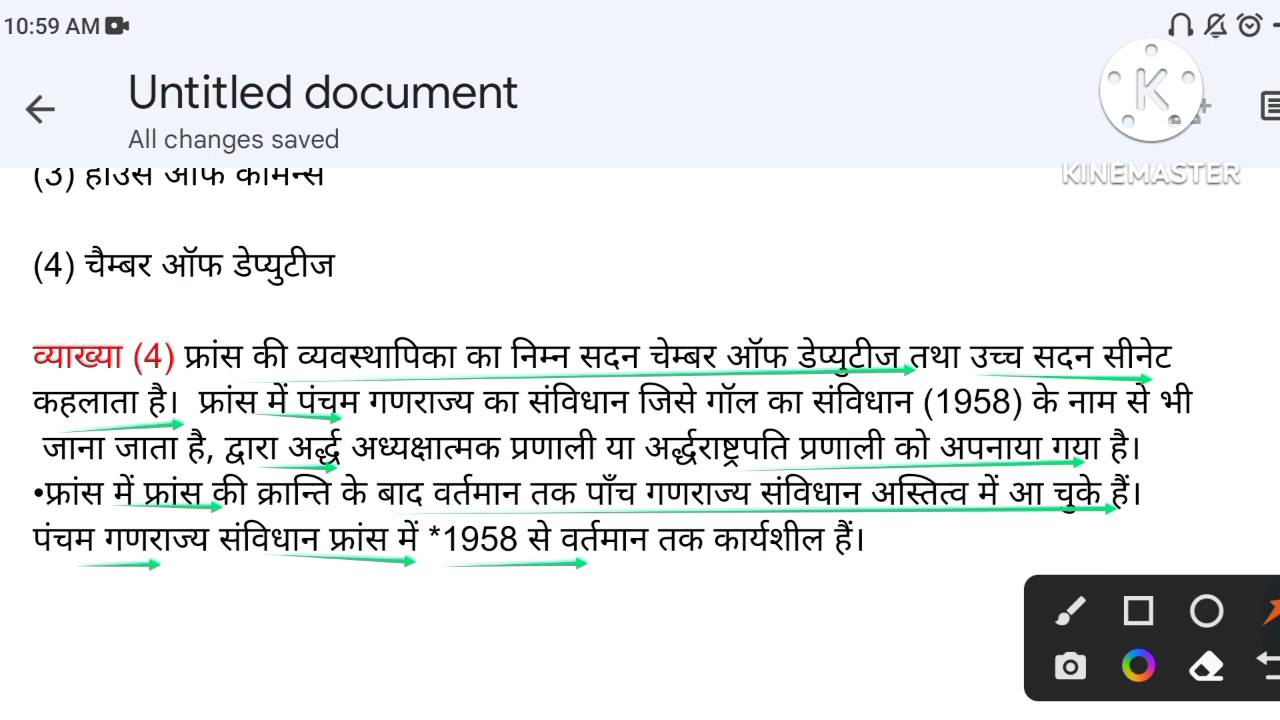 10:59 AM
Untitled document
All changes saved
KINEMASTER
(3) हाउस ऑफ कॉमन्स
(4) चैम्बर ऑफ डेप्युटीज
व्याख्या (4) फ्रांस की व्यवस्थापिका का निम्न सदन चेम्बर ऑफ डेप्युटीज तथा उच्च सदन सीनेट
कहलाता है। फ्रांस में पंचम गणराज्य का संविधान जिसे गॉल का संविधान (1958) के नाम से भी
जाना जाता है, द्वारा अर्द्ध अध्यक्षात्मक प्रणाली या अर्द्धराष्ट्रपति प्रणाली को अपनाया गया है।
•फ्रांस में फ्रांस की क्रान्ति के बाद वर्तमान तक पाँच गणराज्य संविधान अस्तित्व में आ चुके हैं।
पंचम गणराज्य संविधान फ्रांस में *1958 से वर्तमान तक कार्यशील हैं।